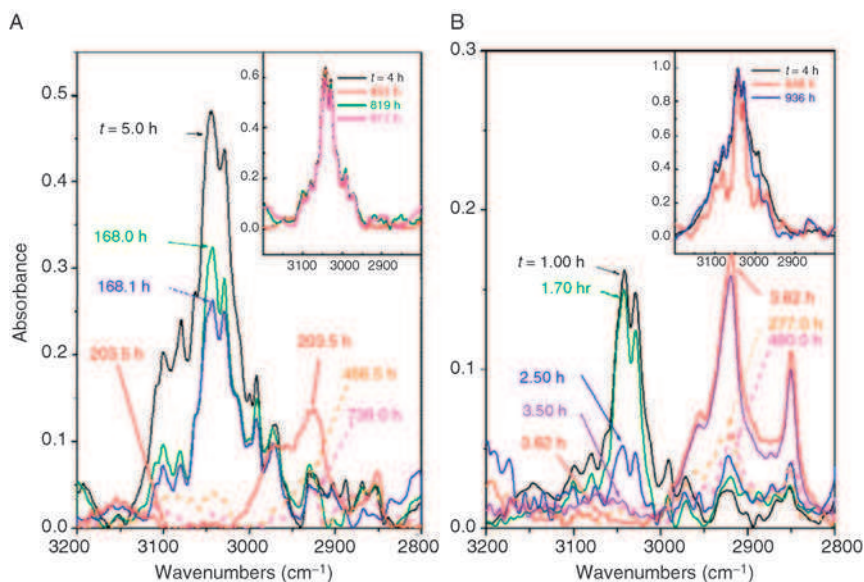 A
t = 5.0 h
168.0 h
168.1 h
203.5 h
203.5 h
738.0 h
Absorbance
0.5
0.4
0.3
0.2
0.1
0.0
3200
3100
3000
2900
2800
Wavenumbers (cm⁻¹)
0.6
0.4
0.2
0.0
3100
3000
2900
t = 4 h
819 h
B
t = 1.00 h
1.70 hr
2.50 h
3.50 h
3.62 h
3.62 h
277.0 h
480.0 h
0.3
0.2
0.1
0.0
3200
3100
3000
2900
2800
Wavenumbers (cm⁻¹)
1.0
0.8
0.6
0.4
0.2
0.0
3100
3000
2900
t = 4 h
936 h